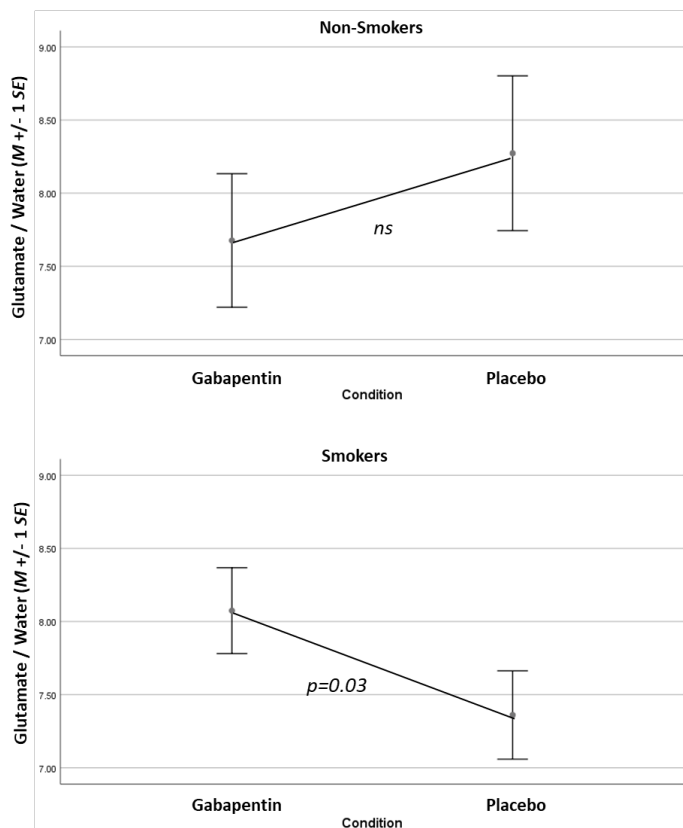 Non-Smokers
Glutamate / Water (M +/- 1 SE)
9.00
8.50
8.00
7.50
7.00
ns
Gabapentin Placebo
Condition
Smokers
Glutamate / Water (M +/- 1 SE)
9.00
8.50
8.00
7.50
7.00
p=0.03
Gabapentin Placebo
Condition